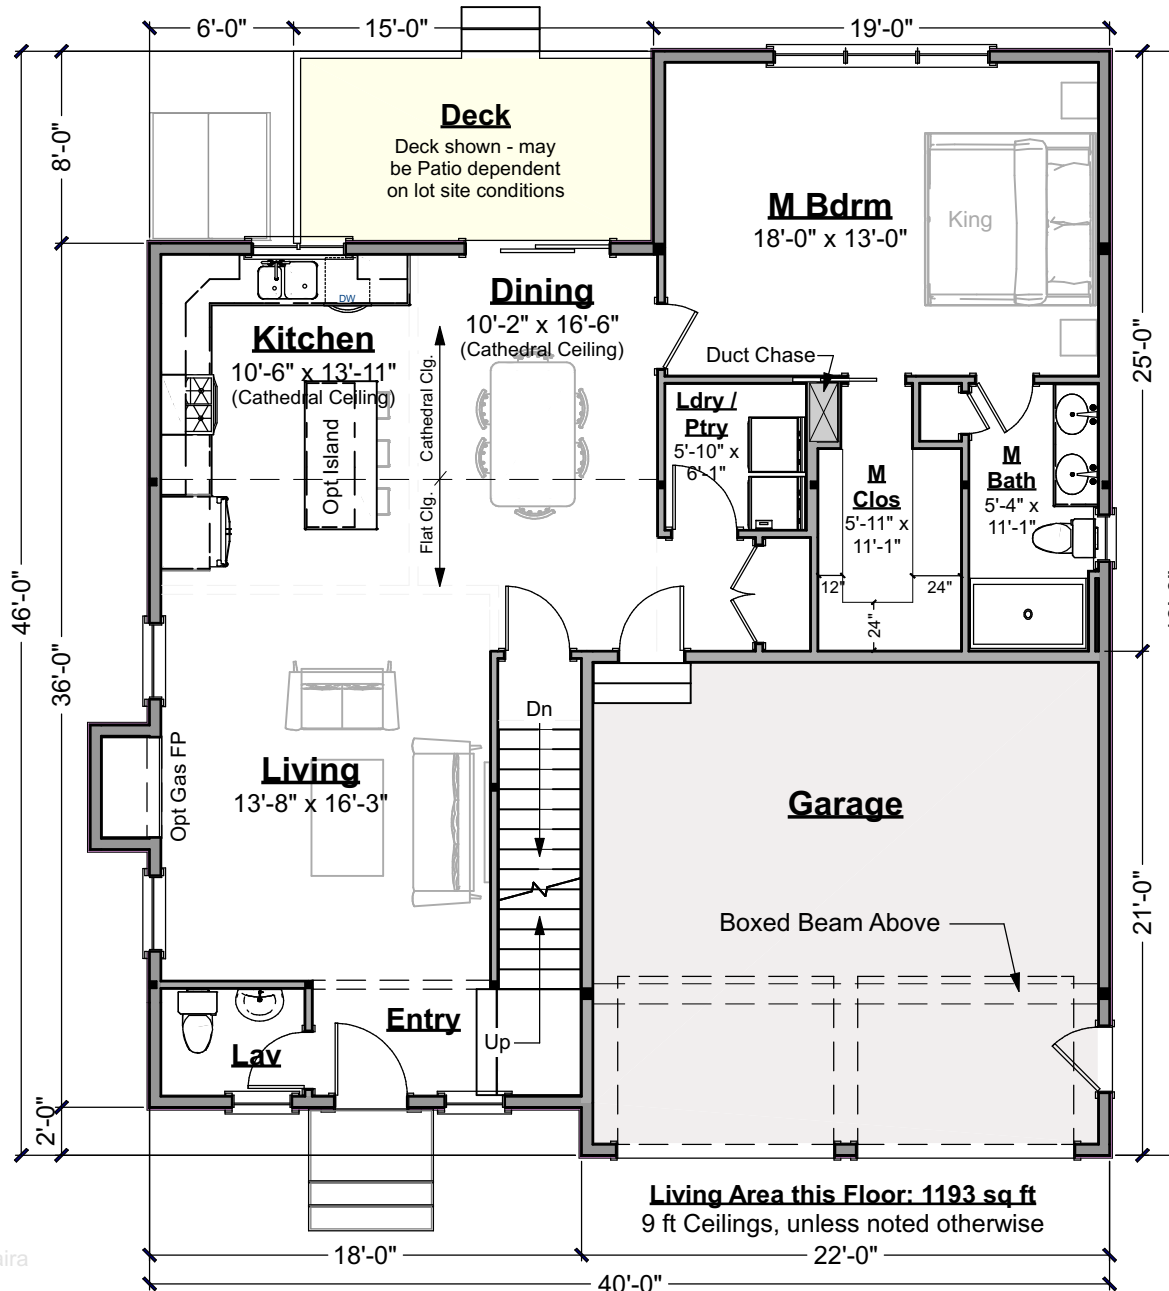 6'-0"
15'-0"
19'-0"
8'-0"
Deck
Deck shown - may
be Patio dependent
on lot site conditions
M Bdrm
18'-0" x 13'-0"
King
DW
Dining
10'-2" x 16'-6"
(Cathedral Ceiling)
Kitchen
10'-6" x 13'-11"
(Cathedral Ceiling)
Cathedral Clg.
Flat Clg.
Opt Island
Duct Chase
25'-0"
Ldry /
Ptry
5'-10" x
6'-1"
M
Clos
5'-11" x
11'-1"
M
Bath
5'-4" x
11'-1"
12"
24"
24"
46'-0"
36'-0"
Dn
Opt Gas FP
Living
13'-8" x 16'-3"
Garage
21'-0"
Boxed Beam Above
Entry
Up
Lav
2'-0"
Living Area this Floor: 1193 sq ft
9 ft Ceilings, unless noted otherwise
18'-0"
22'-0"
40'-0"